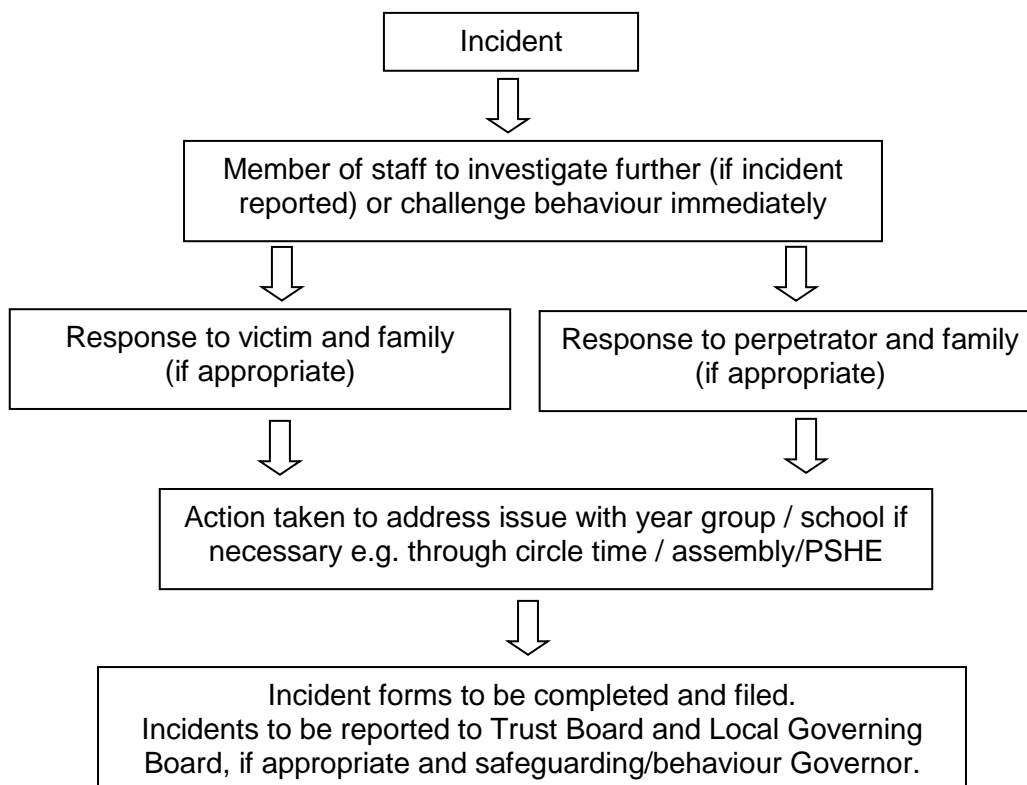 Incident
Member of staff to investigate further (if incident
reported) or challenge behaviour immediately
Response to victim and family
(if appropriate)
Response to perpetrator and family
(if appropriate)
Action taken to address issue with year group / school if
necessary e.g. through circle time / assembly/PSHE
Incident forms to be completed and filed.
Incidents to be reported to Trust Board and Local Governing
Board, if appropriate and safeguarding/behaviour Governor.